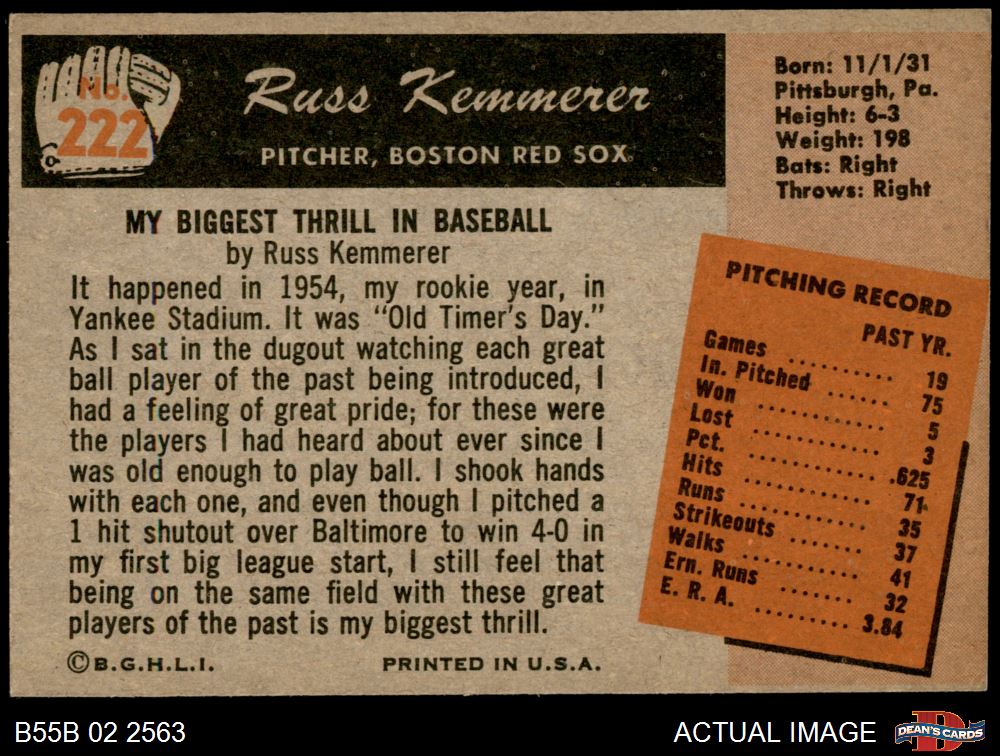 No.
222
Russ Kemmerer
PITCHER, BOSTON RED SOX
Born: 11/1/31
Pittsburgh, Pa.
Height: 6-3
Weight: 198
Bats: Right
Throws: Right
MY BIGGEST THRILL IN BASEBALL
by Russ Kemmerer
It happened in 1954, my rookie year, in
Yankee Stadium. It was "Old Timer's Day."
As I sat in the dugout watching each great
ball player of the past being introduced, I
had a feeling of great pride; for these were
the players I had heard about ever since I
was old enough to play ball. I shook hands
with each one, and even though I pitched a
1 hit shutout over Baltimore to win 4-0 in
my first big league start, I still feel that
being on the same field with these great
players of the past is my biggest thrill.
©B.G.H.L.I. PRINTED IN U.S.A.
PITCHING RECORD
PAST YR.
Games .......... 19
In. Pitched ...... 75
Won .......... 5
Lost .......... 3
Pct. .......... .625
Hits .......... 71
Runs .......... 35
Strikeouts ....... 37
Walks .......... 41
Ern. Runs ....... 32
E. R. A. ........ 3.84
B55B 02 2563
ACTUAL IMAGE
DEAN'S CARDS